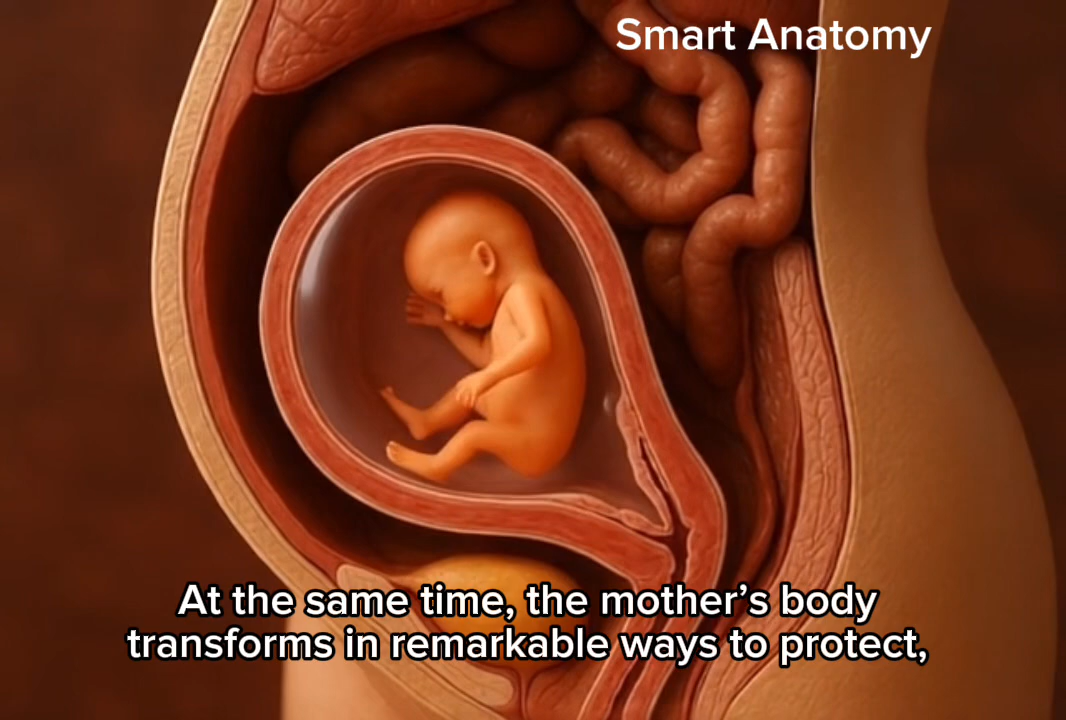 Smart Anatomy
At the same time, the mother’s body
transforms in remarkable ways to protect,